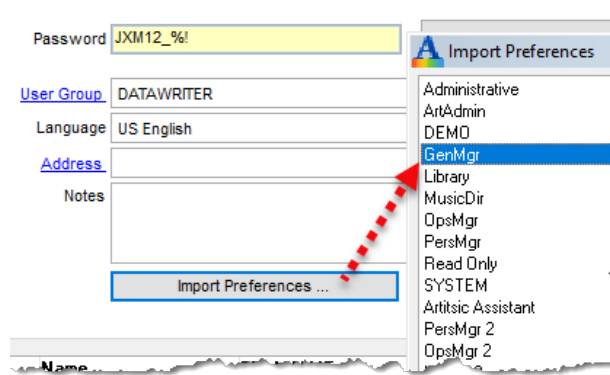 Password JXM12_%!
User Group DATAWRITER
Language US English
Address
Notes
Import Preferences ...
Name
Import Preferences
Administrative
ArtAdmin
DEMO
GenMgr
Library
MusicDir
OpsMgr
PersMgr
Read Only
SYSTEM
Artitsic Assistant
PersMgr 2
OpsMgr 2